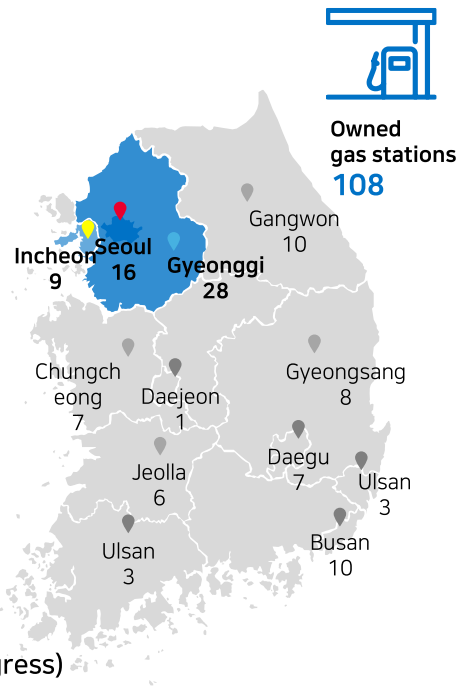 Owned
gas stations
108
Gangwon
10
Incheon
9
Seoul
16
Gyeonggi
28
Chungch
eong
7
Daejeon
1
Gyeongsang
8
Daegu
7
Jeolla
6
Ulsan
3
Ulsan
3
Busan
10
gress)